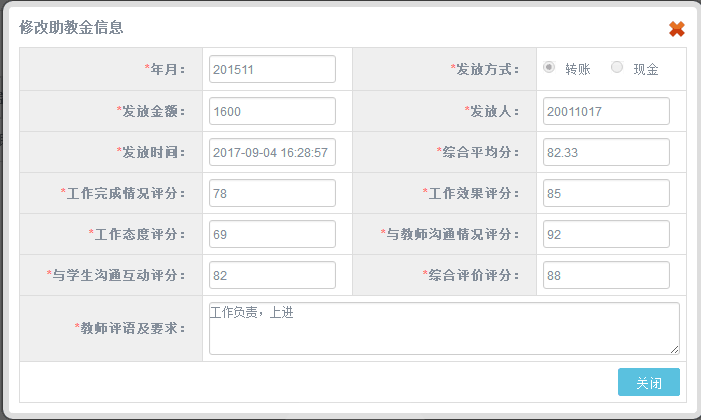 修改助教金信息
*年月： 201511 *发放方式： 转账 现金
*发放金额： 1600 *发放人： 20011017
*发放时间： 2017-09-04 16:28:57 *综合平均分： 82.33
*工作完成情况评分： 78 *工作效果评分： 85
*工作态度评分： 69 *与教师沟通情况评分： 92
*与学生沟通互动评分： 82 *综合评价评分： 88
*教师评语及要求： 工作负责，上进
关闭